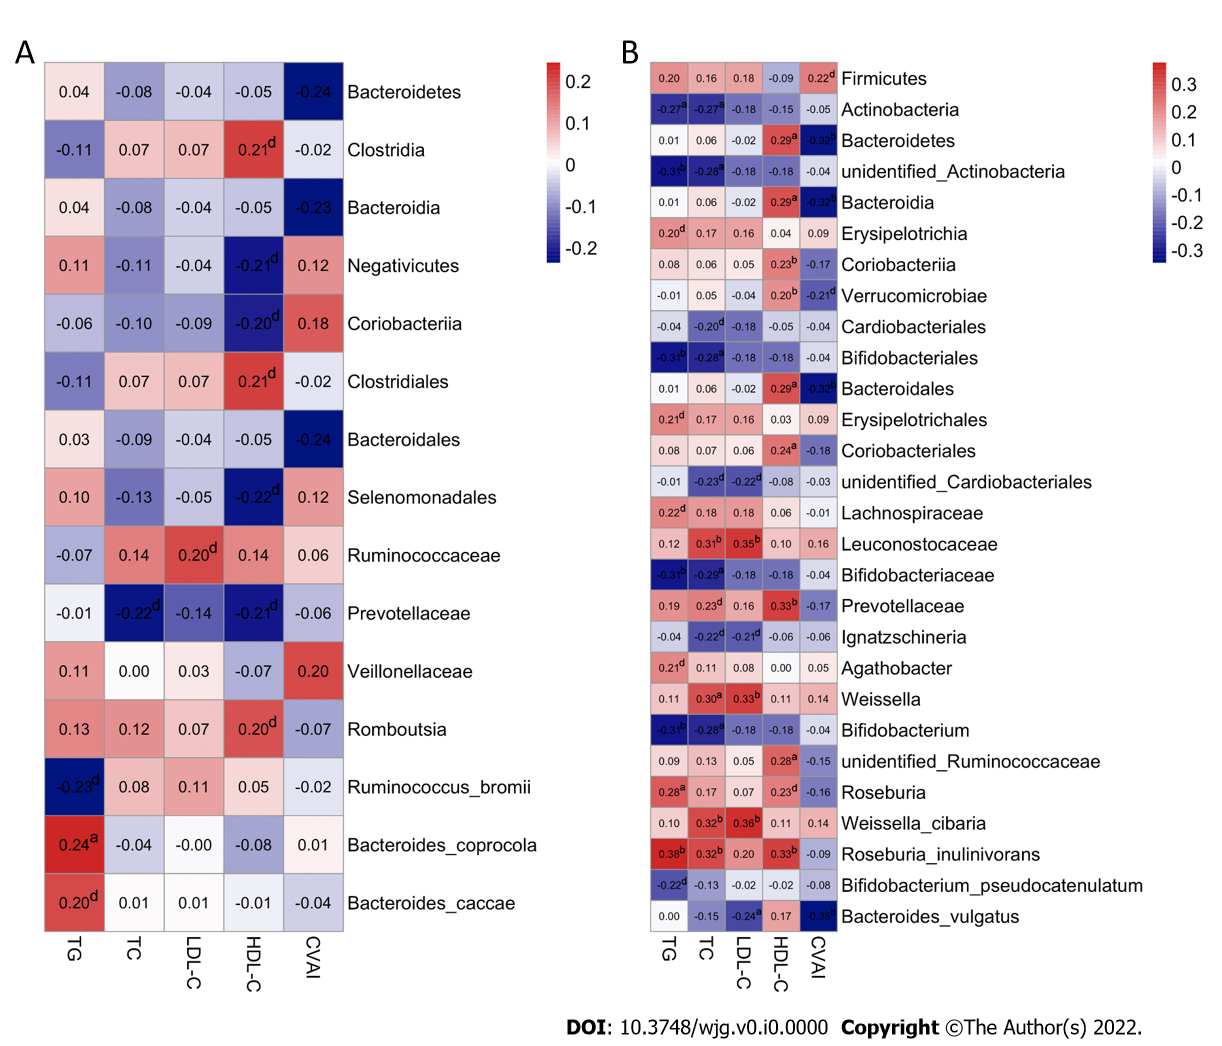 A
0.04 -0.08 -0.04 -0.05 -0.24 Bacteroidetes
-0.11 0.07 0.07 0.21d -0.02 Clostridia
0.04 -0.08 -0.04 -0.05 -0.23 Bacteroidia
0.11 -0.11 -0.04 -0.21d 0.12 Negativicutes
-0.06 -0.10 -0.09 -0.20d 0.18 Coriobacteriia
-0.11 0.07 0.07 0.21d -0.02 Clostridiales
0.03 -0.09 -0.04 -0.05 -0.24 Bacteroidales
0.10 -0.13 -0.05 -0.22d 0.12 Selenomonadales
-0.07 0.14 0.20d 0.14 0.06 Ruminococcaceae
-0.01 -0.22d -0.14 -0.21d -0.06 Prevotellaceae
0.11 0.00 0.03 -0.07 0.20 Veillonellaceae
0.13 0.12 0.07 0.20d -0.07 Romboutsia
-0.23d 0.08 0.11 0.05 -0.02 Ruminococcus_bromii
0.24a -0.04 -0.00 -0.08 0.01 Bacteroides_coprocola
0.20d 0.01 0.01 -0.01 -0.04 Bacteroides_caccae
TG TC LDL-C HDL-C CVAI
0.2
0.1
0
-0.1
-0.2
B
0.20 0.16 0.18 -0.09 0.22d Firmicutes
-0.27a -0.27a -0.18 -0.15 -0.05 Actinobacteria
0.01 0.06 -0.02 0.29a -0.32b Bacteroidetes
-0.31b -0.28a -0.18 -0.18 -0.04 unidentified_Actinobacteria
0.01 0.06 -0.02 0.29a -0.32b Bacteroidia
0.20d 0.17 0.16 0.04 0.09 Erysipelotrichia
0.08 0.06 0.05 0.23b -0.17 Coriobacteriia
-0.01 0.05 -0.04 0.20b -0.21d Verrucomicrobiae
-0.04 -0.20d -0.18 -0.05 -0.04 Cardiobacteriales
-0.31b -0.28a -0.18 -0.18 -0.04 Bifidobacteriales
0.01 0.06 -0.02 0.29a -0.32b Bacteroidales
0.21d 0.17 0.16 0.03 0.09 Erysipelotrichales
0.08 0.07 0.06 0.24a -0.18 Coriobacteriales
-0.01 -0.23d -0.22d -0.08 -0.03 unidentified_Cardiobacteriales
0.22d 0.18 0.18 0.06 -0.01 Lachnospiraceae
0.12 0.31b 0.35b 0.10 0.16 Leuconostocaceae
-0.31b -0.29a -0.18 -0.18 -0.04 Bifidobacteriaceae
0.19 0.23d 0.16 0.33b -0.17 Prevotellaceae
-0.04 -0.22d -0.21d -0.06 -0.06 Ignatzschineria
0.21d 0.11 0.08 0.00 0.05 Agathobacter
0.11 0.30a 0.33b 0.11 0.14 Weissella
-0.31b -0.28a -0.18 -0.18 -0.04 Bifidobacterium
0.09 0.13 0.05 0.28a -0.15 unidentified_Ruminococcaceae
0.28a 0.17 0.07 0.23d -0.16 Roseburia
0.10 0.32b 0.36b 0.11 0.14 Weissella_cibaria
0.38b 0.32b 0.20 0.33b -0.09 Roseburia_inulinivorans
-0.22d -0.13 -0.02 -0.02 -0.08 Bifidobacterium_pseudocatenulatum
0.00 -0.15 -0.24a 0.17 -0.35b Bacteroides_vulgatus
TG TC LDL-C HDL-C CVAI
0.3
0.2
0.1
0
-0.1
-0.2
-0.3
DOI: 10.3748/wjg.v0.i0.0000 Copyright ©The Author(s) 2022.